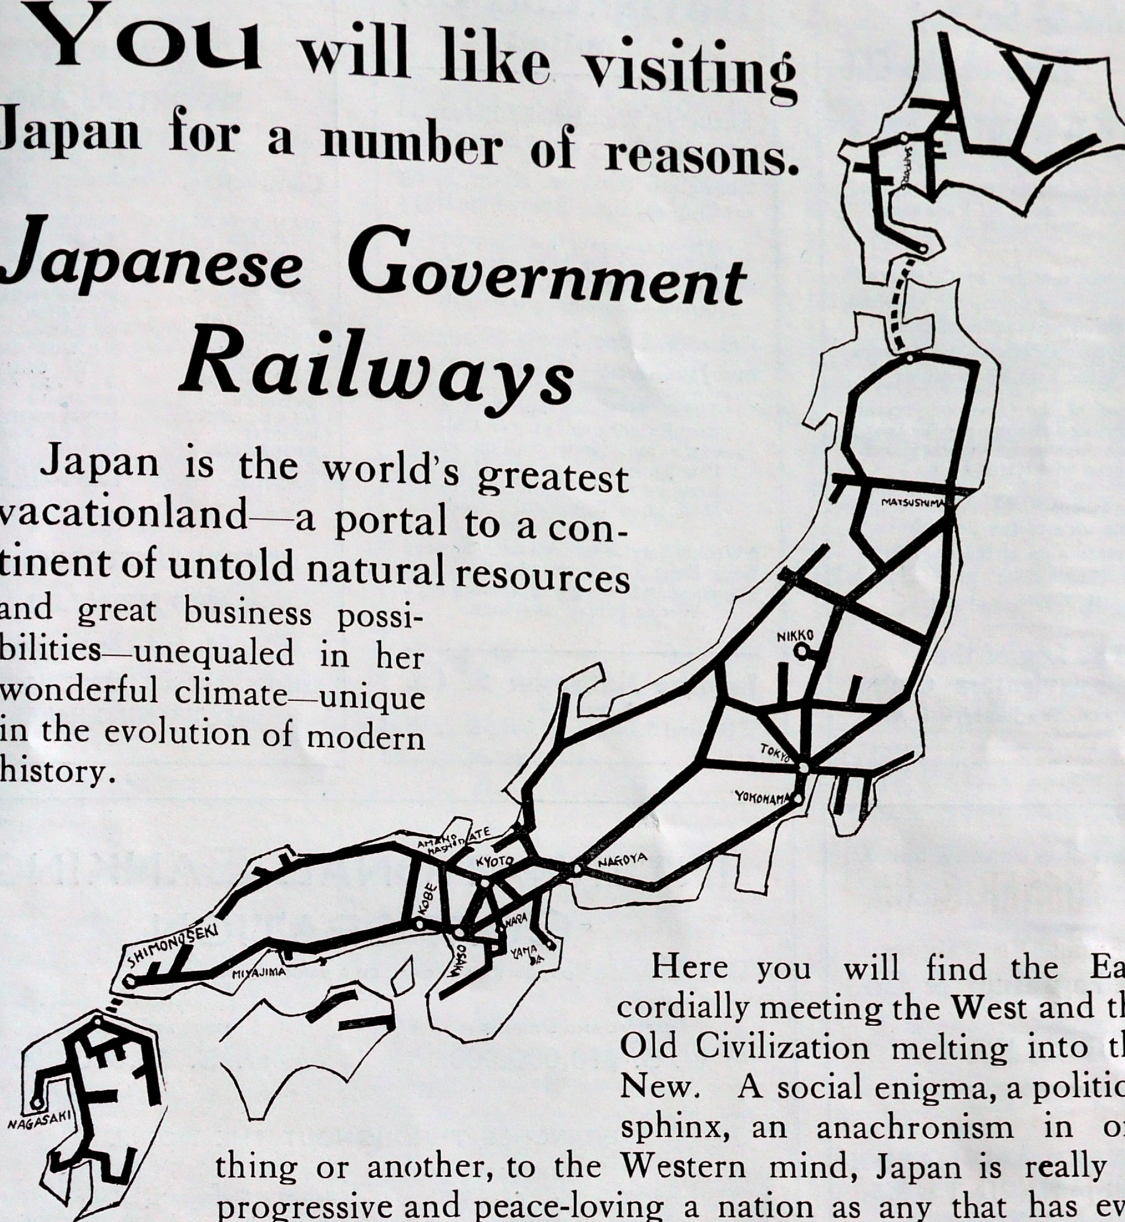 You will like visiting
Japan for a number of reasons.
Japanese Government
Railways
Japan is the world's greatest
vacationland—a portal to a con-
tinent of untold natural resources
and great business possi-
bilities—unequaled in her
wonderful climate—unique
in the evolution of modern
history.
SAPPORO
MATSUSHIMA
NIKKO
TOKYO
YOKOHAMA
NAGOYA
AMANO
HASHIDATE
KYOTO
KOBE
NARA
OSAKA
YAMADA
SHIMONOSEKI
MIYAJIMA
NAGASAKI
Here you will find the Ea
cordially meeting the West and th
Old Civilization melting into th
New. A social enigma, a politic
sphinx, an anachronism in o
thing or another, to the Western mind, Japan is really
progressive and peace-loving a nation as any that has ev